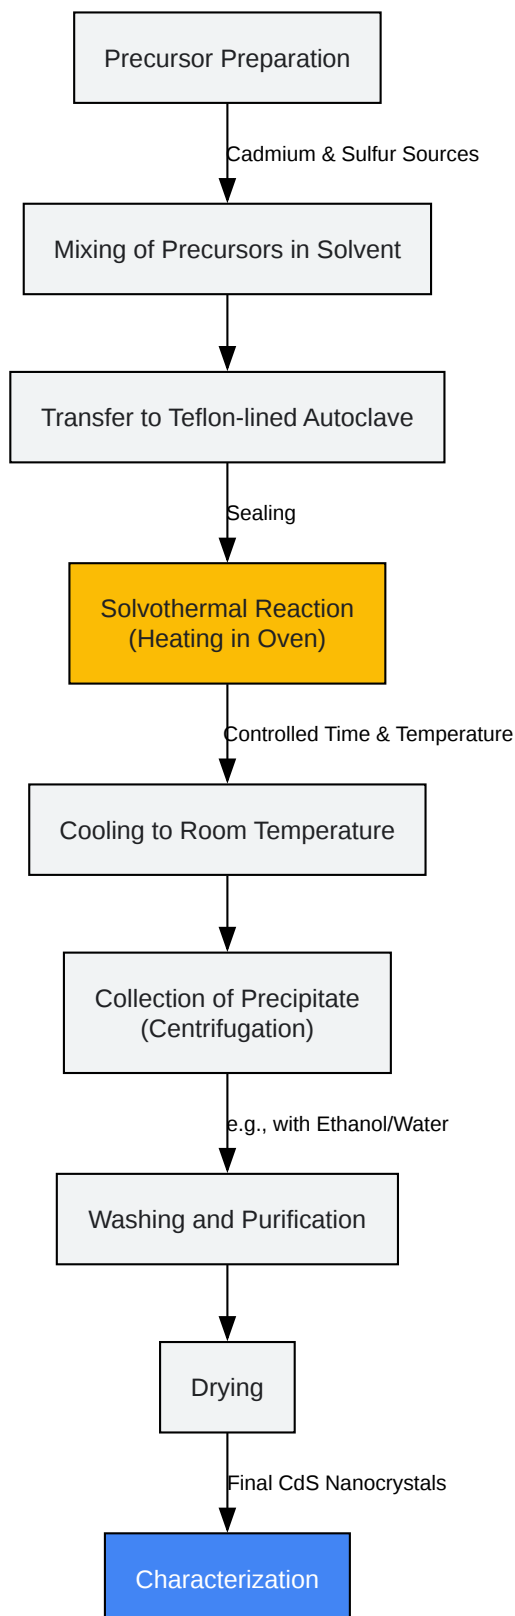 Precursor Preparation
Cadmium & Sulfur Sources
Mixing of Precursors in Solvent
Transfer to Teflon-lined Autoclave
Sealing
Solvothermal Reaction
(Heating in Oven)
Controlled Time & Temperature
Cooling to Room Temperature
Collection of Precipitate
(Centrifugation)
e.g., with Ethanol/Water
Washing and Purification
Drying
Final CdS Nanocrystals
Characterization